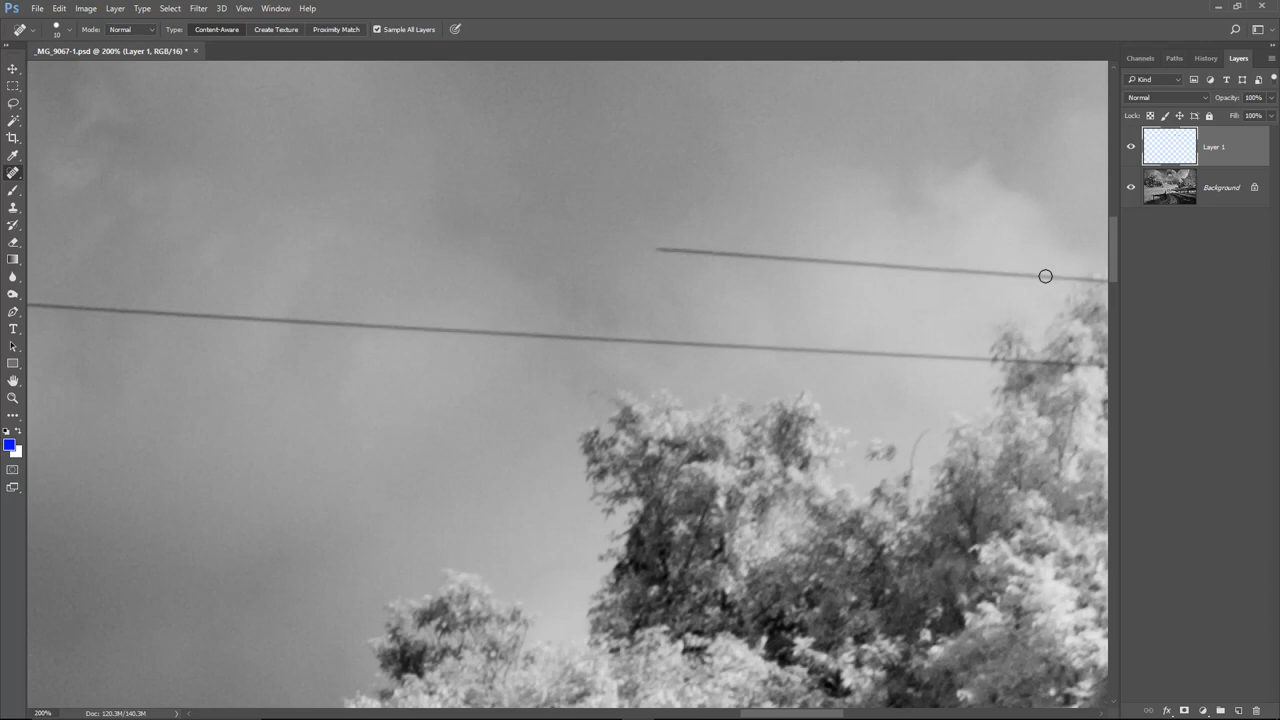 Ps File Edit Image Layer Type Select Filter 3D View Window Help
10 Mode: Normal Type: Content-Aware Create Texture Proximity Match Sample All Layers
_MG_9067-1.psd @ 200% (Layer 1, RGB/16) * ×
Channels Paths History Layers
Kind
Normal Opacity: 100%
Lock: Fill: 100%
Layer 1
Background
200% Doc: 120.3M/140.3M